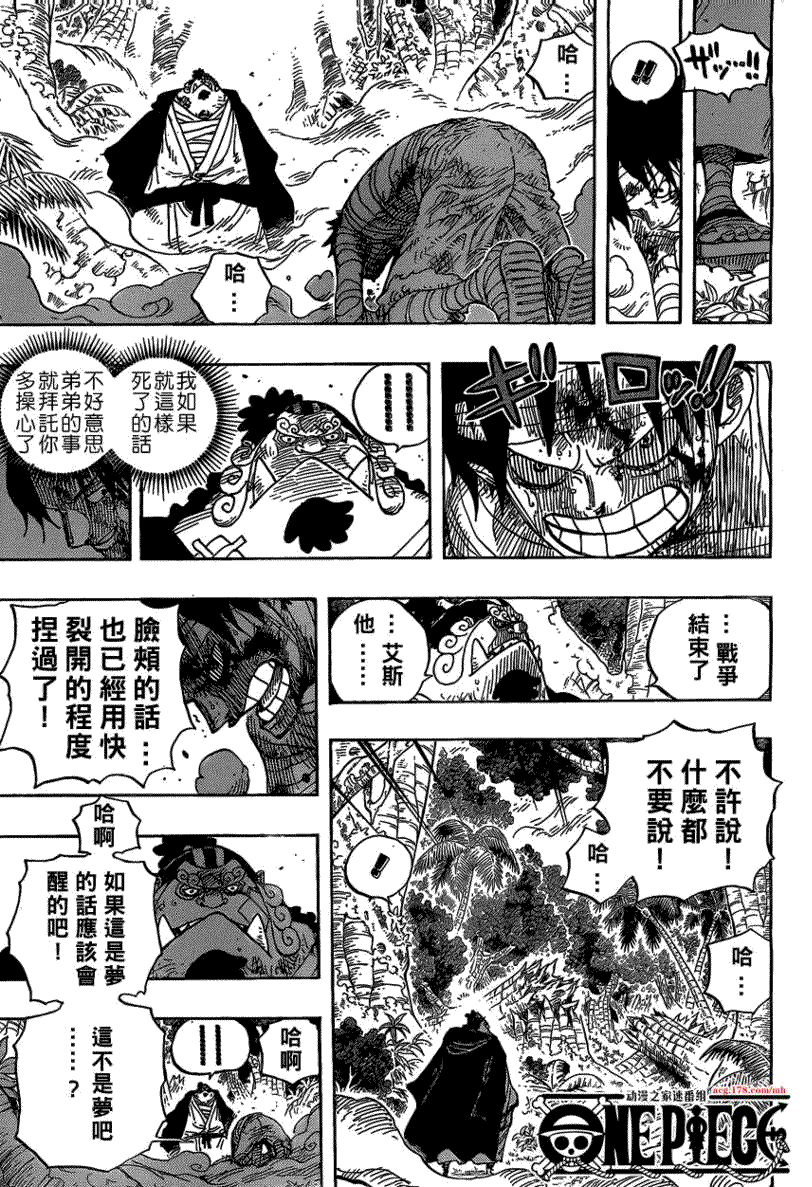 ザッ…!!
!!
哈…
哈…
ギロッ!!
…………
我如果
就這樣
死了的話
不好意思
弟弟的事
就拜託你
多操心了
…戰爭
結束了
…艾斯
他……
不許說！
什麼都
不要說！
哈…
!!
哈…
臉頰的話…
也已經用快
裂開的程度
捏過了！
哈啊
如果這是夢
的話應該會
醒的吧！
哈啊
……
這不是夢吧
……？
acg.178.com/mh
动漫之家迷番组
ONE PIECE